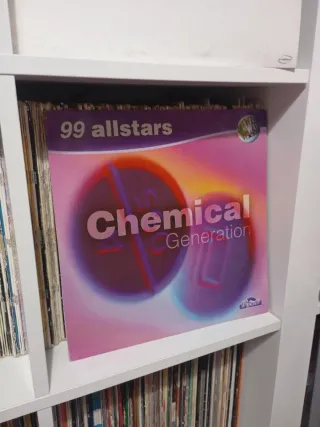 99 allstars
Chemical
Generation